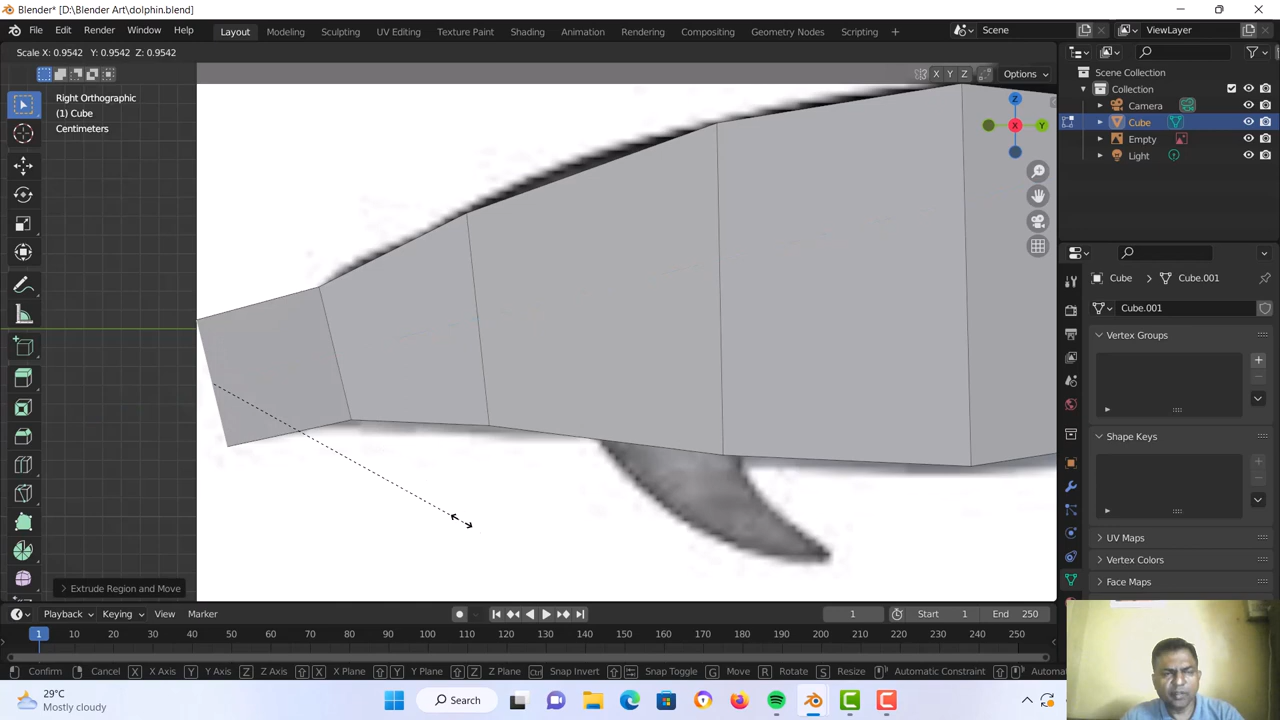 Blender* [D:\Blender Art\dolphin.blend]
File Edit Render Window Help Layout Modeling Sculpting UV Editing Texture Paint Shading Animation Rendering Compositing Geometry Nodes Scripting + Scene ViewLayer
Scale X: 0.9542 Y: 0.9542 Z: 0.9542
X Y Z Options
Right Orthographic
(1) Cube
Centimeters
Z
X
Y
Scene Collection
Collection
Camera
Cube
Empty
Light
Cube Cube.001
Cube.001
Vertex Groups
Shape Keys
UV Maps
Vertex Colors
Face Maps
Extrude Region and Move
Playback Keying View Marker 1 Start 1 End 250
1 10 20 30 40 50 60 70 80 90 100 110 120 130 140 150 160 170 180 190 200 210 220 230 240 250
Confirm Cancel X X Axis Y Y Axis Z Z Axis X X Plane Y Y Plane Z Z Plane Ctrl Snap Invert Snap Toggle G Move R Rotate S Resize Automatic Constraint
29°C
Mostly cloudy
Search